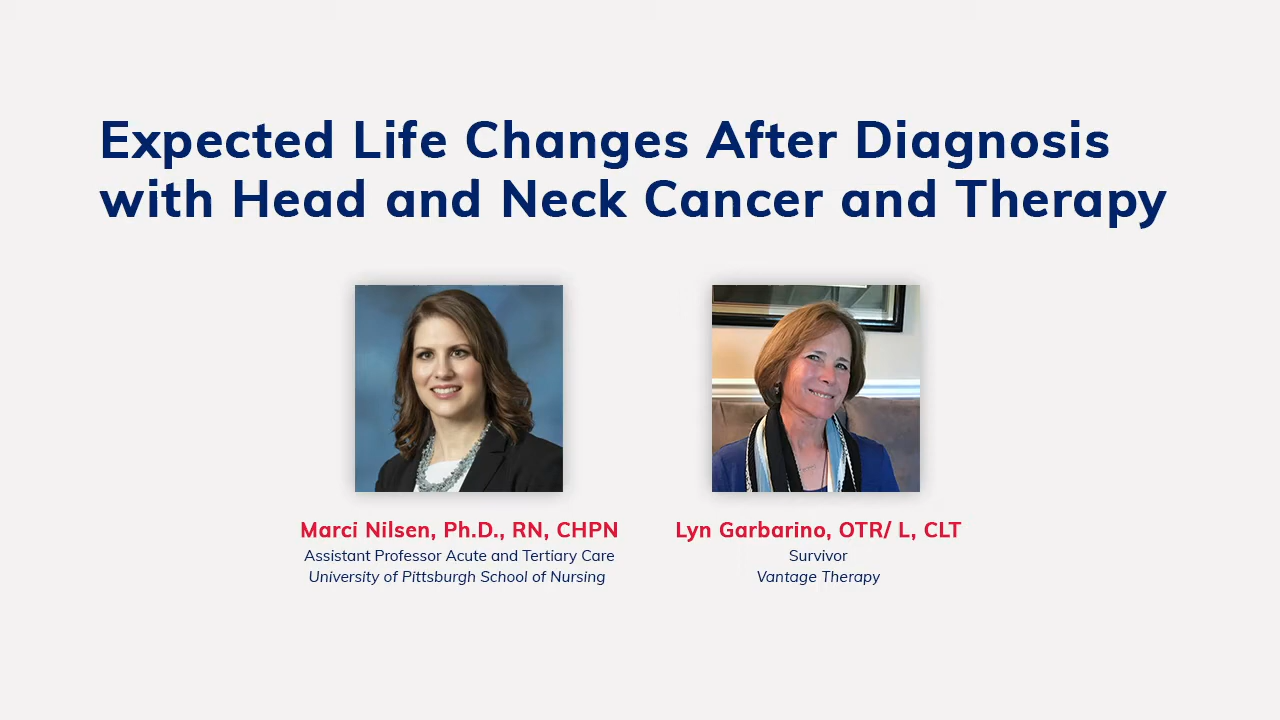 Expected Life Changes After Diagnosis
with Head and Neck Cancer and Therapy
Marci Nilsen, Ph.D., RN, CHPN
Assistant Professor Acute and Tertiary Care
University of Pittsburgh School of Nursing
Lyn Garbarino, OTR/ L, CLT
Survivor
Vantage Therapy